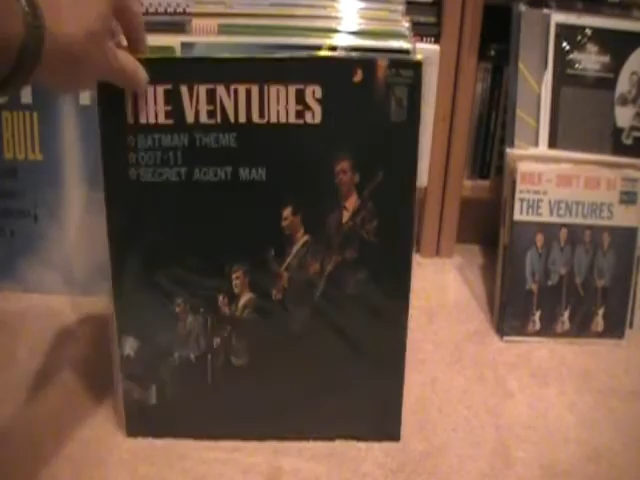 THE VENTURES
BATMAN THEME
007-11
SECRET AGENT MAN
BULL
WALK -- DON'T RUN '64
THE VENTURES